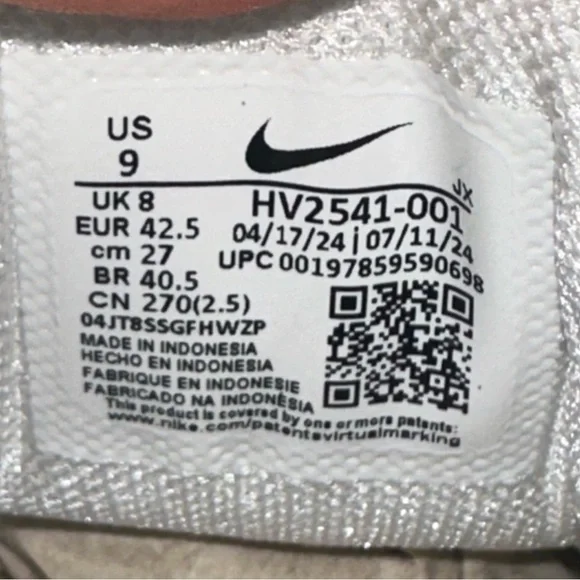 US
9
JX
UK 8
HV2541-001
EUR 42.5
04/17/24 | 07/11/24
cm 27
UPC 00197859590698
BR 40.5
CN 270(2.5)
04JT8SSGFHWZP
MADE IN INDONESIA
HECHO EN INDONESIA
FABRIQUE EN INDONESIE
FABRICADO NA INDONÉSIA
This product is covered by one or more patents:
www.nike.com/patentsvirtualmarking